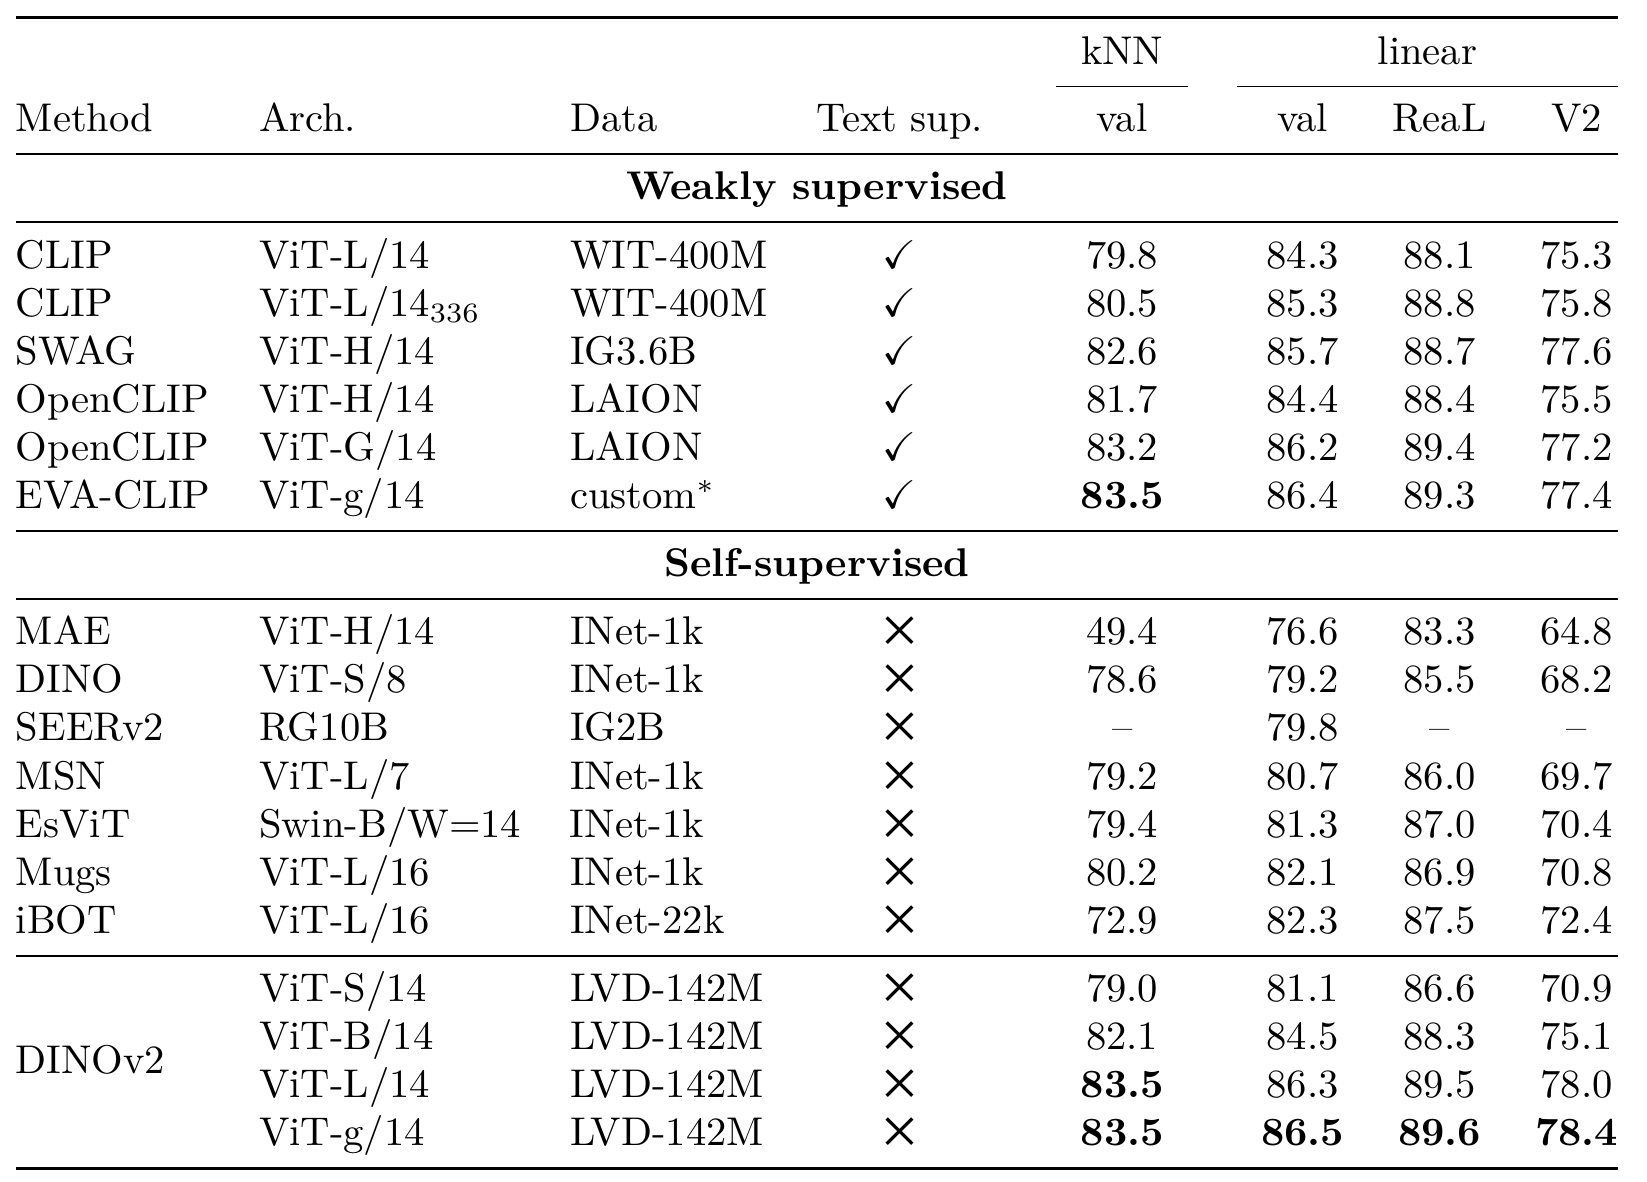 kNN linear
Method Arch. Data Text sup. val val ReaL V2
Weakly supervised
CLIP ViT-L/14 WIT-400M ✓ 79.8 84.3 88.1 75.3
CLIP ViT-L/14₃₃₆ WIT-400M ✓ 80.5 85.3 88.8 75.8
SWAG ViT-H/14 IG3.6B ✓ 82.6 85.7 88.7 77.6
OpenCLIP ViT-H/14 LAION ✓ 81.7 84.4 88.4 75.5
OpenCLIP ViT-G/14 LAION ✓ 83.2 86.2 89.4 77.2
EVA-CLIP ViT-g/14 custom* ✓ 83.5 86.4 89.3 77.4
Self-supervised
MAE ViT-H/14 INet-1k ✕ 49.4 76.6 83.3 64.8
DINO ViT-S/8 INet-1k ✕ 78.6 79.2 85.5 68.2
SEERv2 RG10B IG2B ✕ – 79.8 – –
MSN ViT-L/7 INet-1k ✕ 79.2 80.7 86.0 69.7
EsViT Swin-B/W=14 INet-1k ✕ 79.4 81.3 87.0 70.4
Mugs ViT-L/16 INet-1k ✕ 80.2 82.1 86.9 70.8
iBOT ViT-L/16 INet-22k ✕ 72.9 82.3 87.5 72.4
DINOv2
ViT-S/14 LVD-142M ✕ 79.0 81.1 86.6 70.9
ViT-B/14 LVD-142M ✕ 82.1 84.5 88.3 75.1
ViT-L/14 LVD-142M ✕ 83.5 86.3 89.5 78.0
ViT-g/14 LVD-142M ✕ 83.5 86.5 89.6 78.4